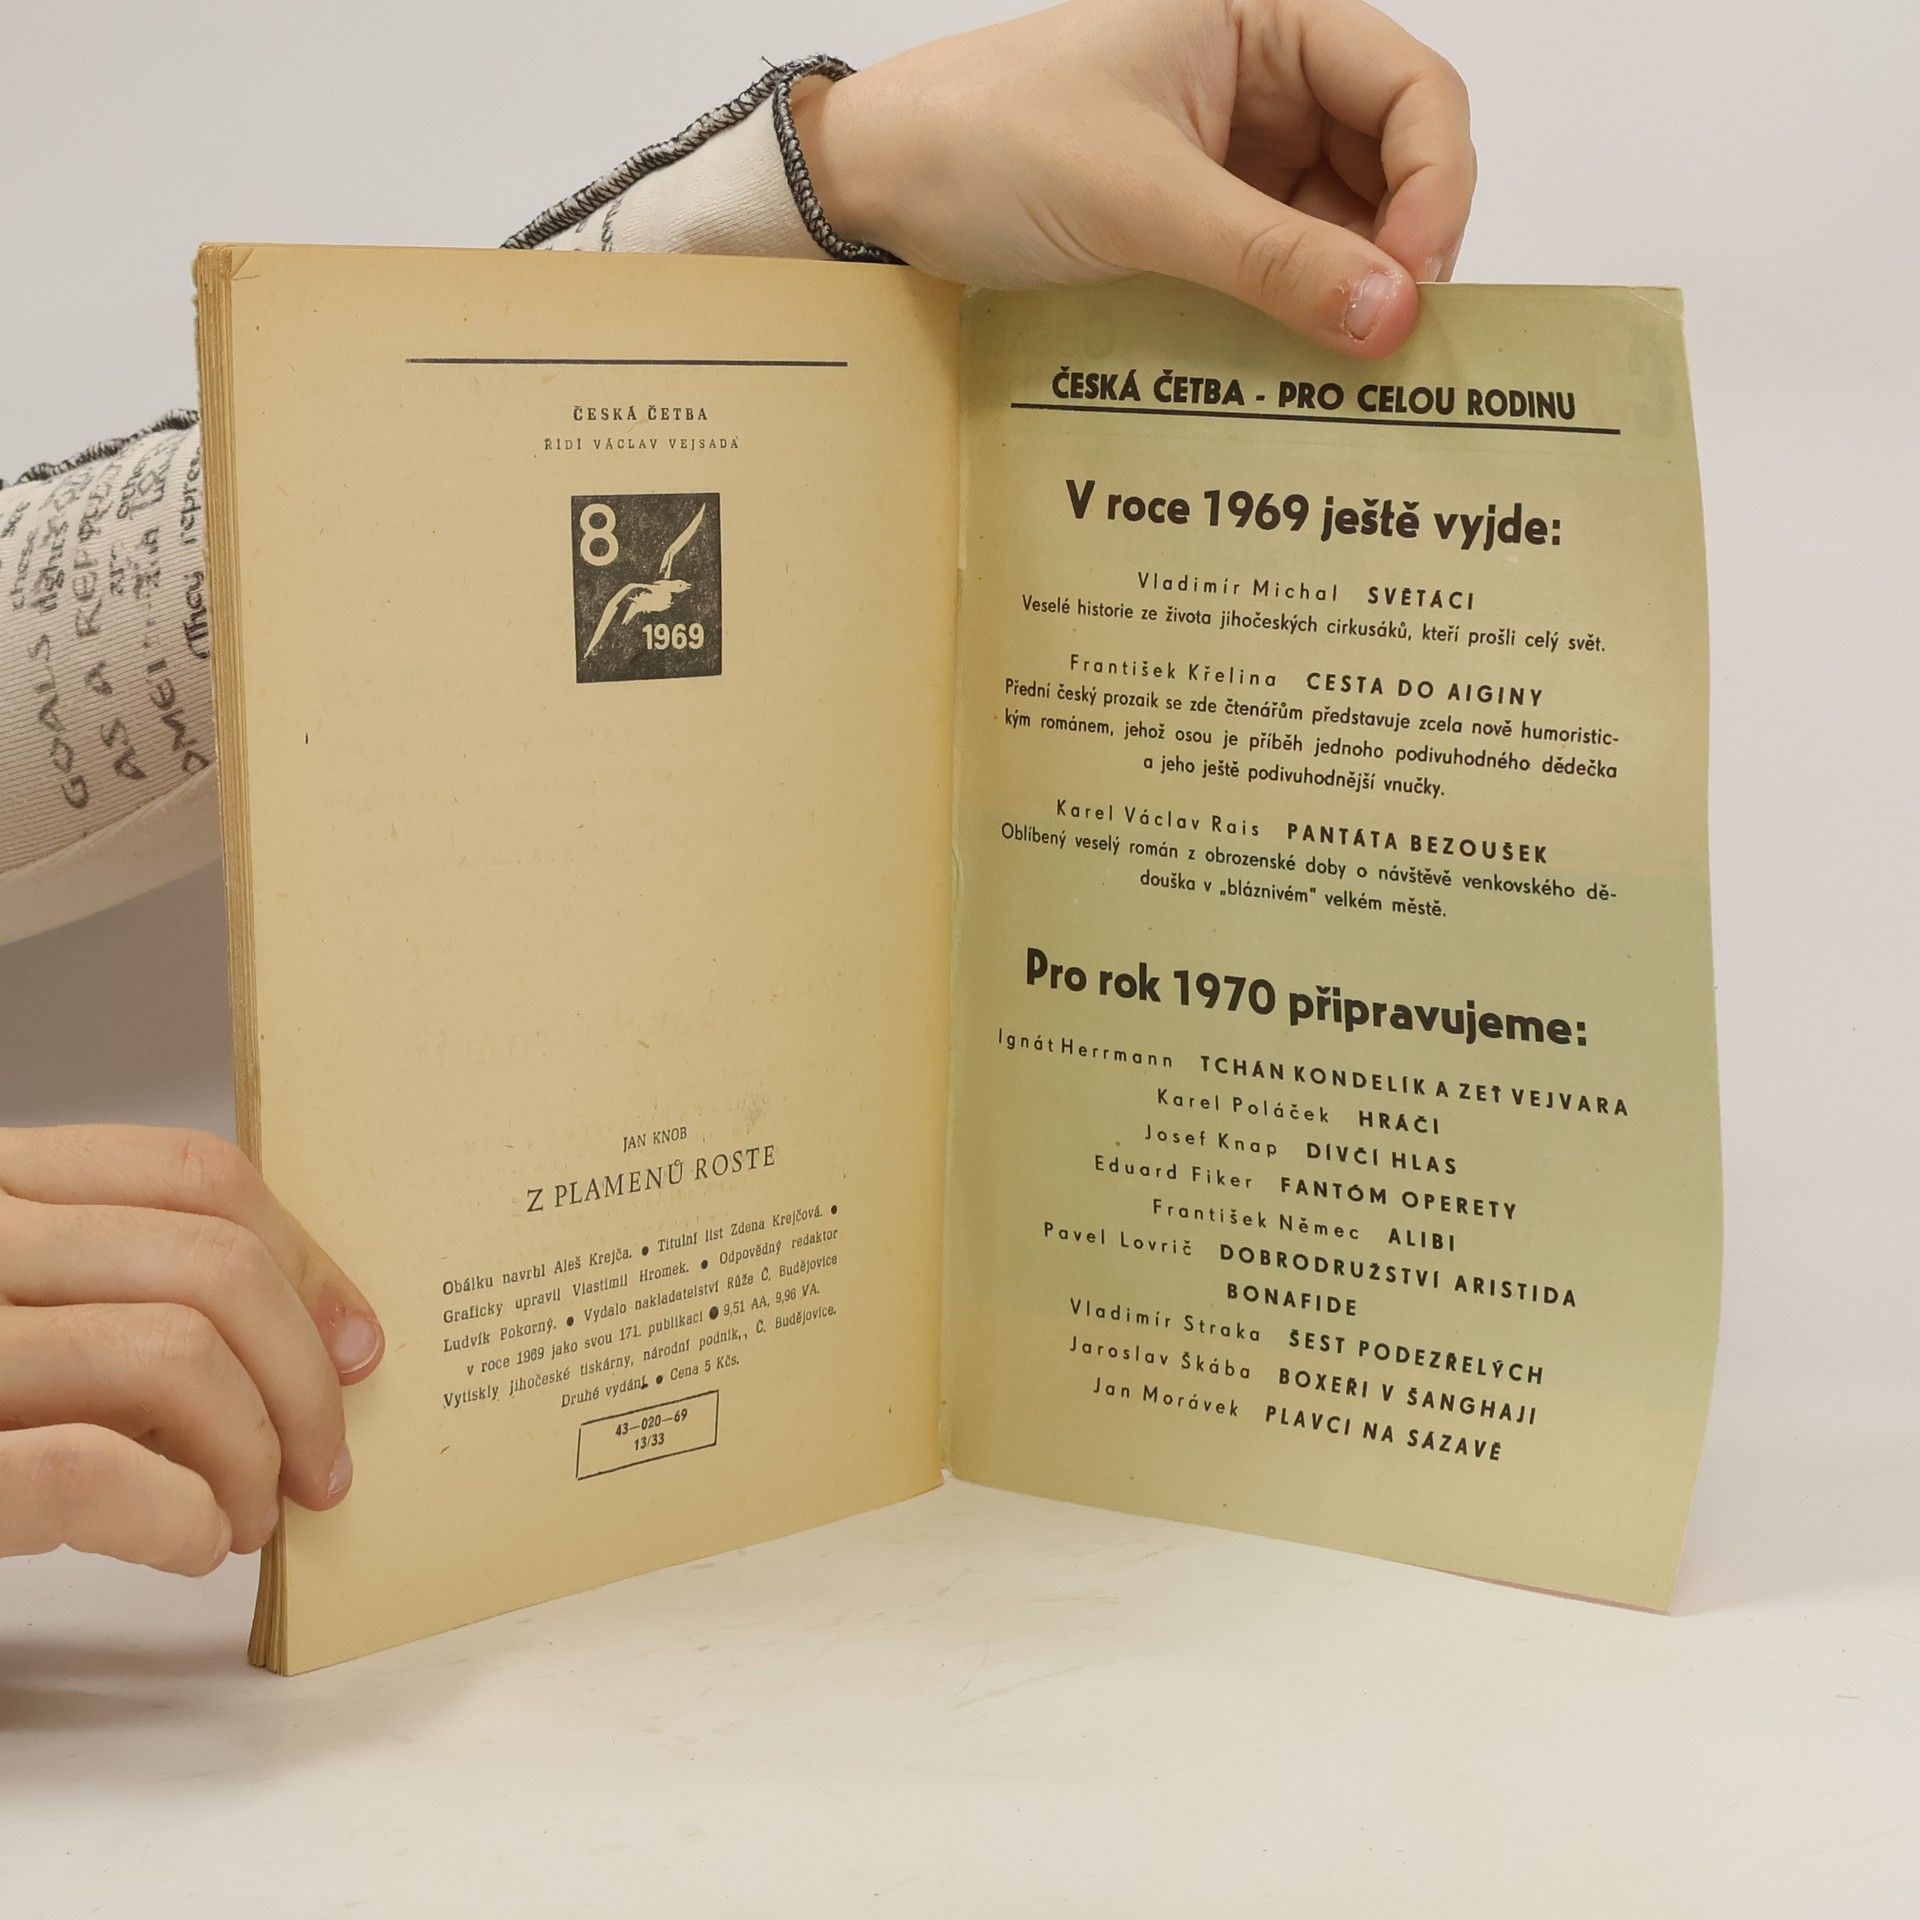 ČESKÁ ČETBA
ŘÍDÍ VÁCLAV VEJSADA
8
1969
JAN KNOB
Z PLAMENŮ ROSTE
Obálku navrhl Aleš Krejča. ● Titulní list Zdena Krejčová. ●
Graficky upravil Vlastimil Hromek. ● Odpovědný redaktor
Ludvík Pokorný. ● Vydalo nakladatelství Růže Č. Budějovice
v roce 1969 jako svou 171. publikaci ● 9,51 AA, 9,96 VA.
Vytiskly Jihočeské tiskárny, národní podnik,, Č. Budějovice.
Druhé vydání. ● Cena 5 Kčs.
43—020—69
13/33
ČESKÁ ČETBA - PRO CELOU RODINU
V roce 1969 ještě vyjde:
Vladimír Michal SVĚTÁCI
Veselé historie ze života jihočeských cirkusáků, kteří prošli celý svět.
František Křelina CESTA DO AIGINY
Přední český prozaik se zde čtenářům představuje zcela nově humoristic-
kým románem, jehož osou je příběh jednoho podivuhodného dědečka
a jeho ještě podivuhodnější vnučky.
Karel Václav Rais PANTÁTA BEZOUŠEK
Oblíbený veselý román z obrozenské doby o návštěvě venkovského dě-
douška v „bláznivém" velkém městě.
Pro rok 1970 připravujeme:
Ignát Herrmann TCHÁN KONDELÍK A ZEŤ VEJVARA
Karel Poláček HRÁČI
Josef Knap DÍVČÍ HLAS
Eduard Fiker FANTÓM OPERETY
František Němec ALIBI
Pavel Lovrič DOBRODRUŽSTVÍ ARISTIDA
BONAFIDE
Vladimír Straka ŠEST PODEZŘELÝCH
Jaroslav Škába BOXEŘI V ŠANGHAJI
Jan Morávek PLAVCI NA SÁZAVĚ
GOALS
AS A